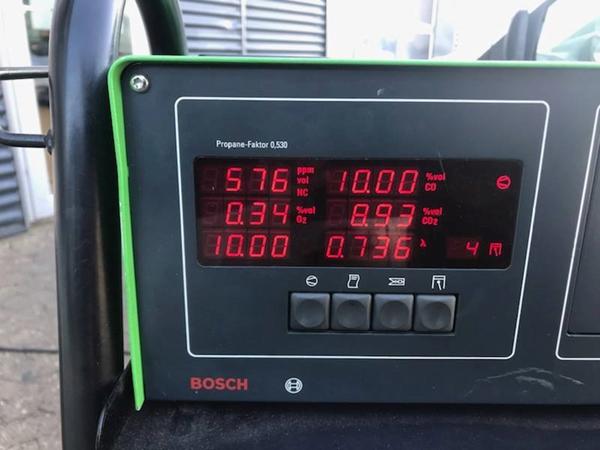 Propane-Faktor 0,530
576 ppm vol HC 10.00 %vol CO
0.34 %vol O₂ 8.93 %vol CO₂
10.00 0.736 λ 4
BOSCH